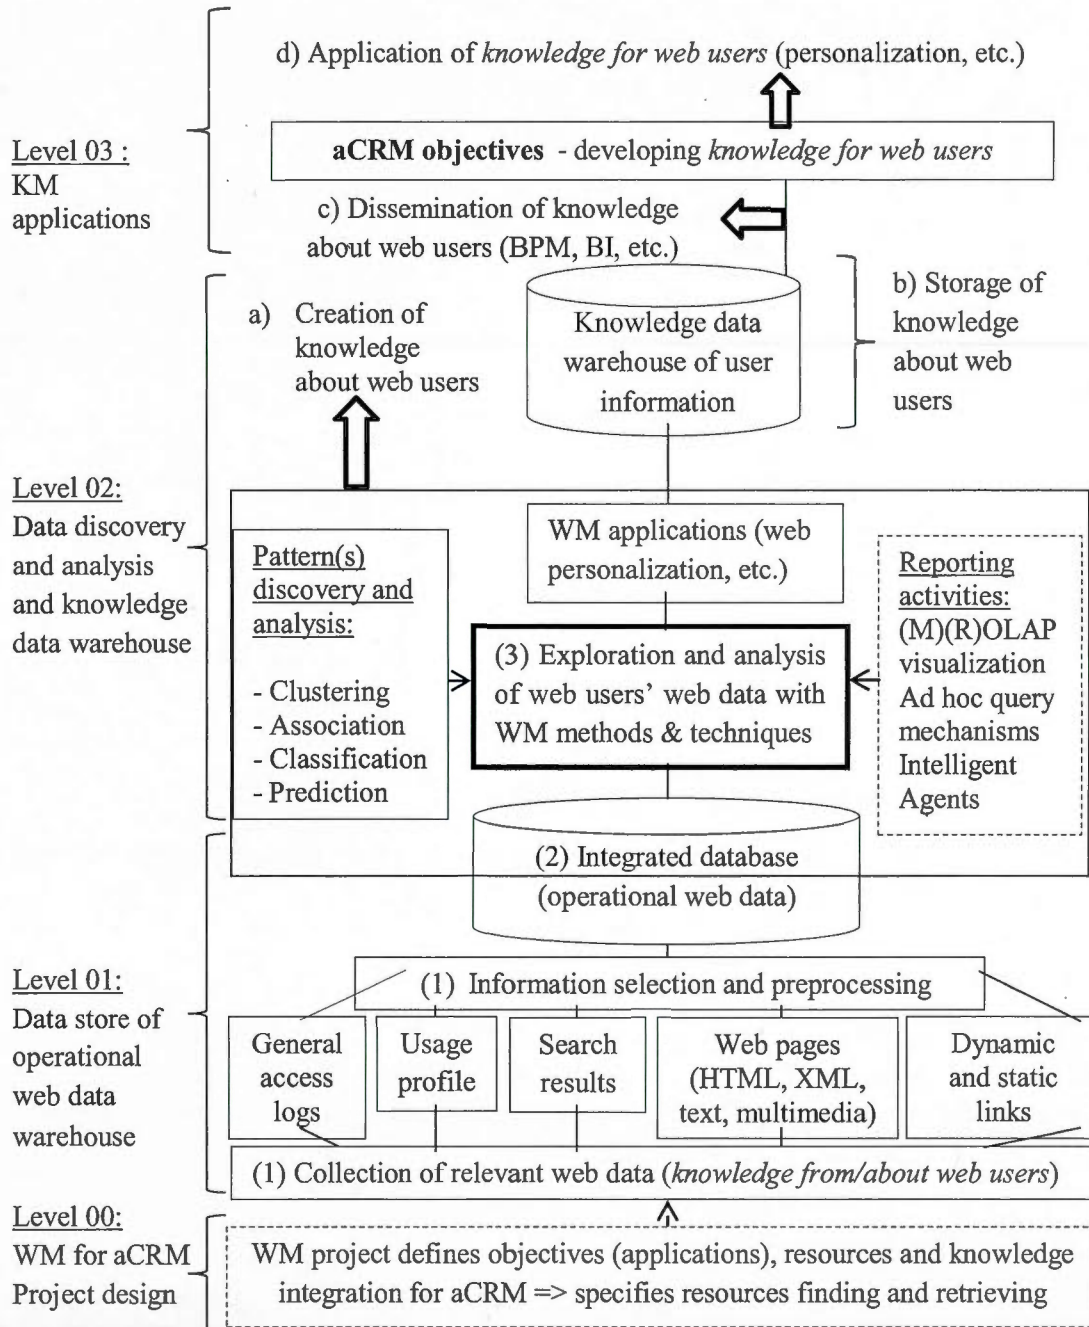 d) Application of knowledge for web users (personalization, etc.)
Level 03 :
KM
applications
aCRM objectives - developing knowledge for web users
c) Dissemination of knowledge
about web users (BPM, BI, etc.)
a) Creation of
knowledge
about web users
Knowledge data
warehouse of user
information
b) Storage of
knowledge
about web
users
Level 02:
Data discovery
and analysis
and knowledge
data warehouse
Pattern(s)
discovery and
analysis:
- Clustering
- Association
- Classification
- Prediction
WM applications (web
personalization, etc.)
(3) Exploration and analysis
of web users’ web data with
WM methods & techniques
Reporting
activities:
(M)(R)OLAP
visualization
Ad hoc query
mechanisms
Intelligent
Agents
(2) Integrated database
(operational web data)
Level 01:
Data store of
operational
web data
warehouse
(1) Information selection and preprocessing
General
access
logs
Usage
profile
Search
results
Web pages
(HTML, XML,
text, multimedia)
Dynamic
and static
links
(1) Collection of relevant web data (knowledge from/about web users)
Level 00:
WM for aCRM
Project design
WM project defines objectives (applications), resources and knowledge
integration for aCRM => specifies resources finding and retrieving